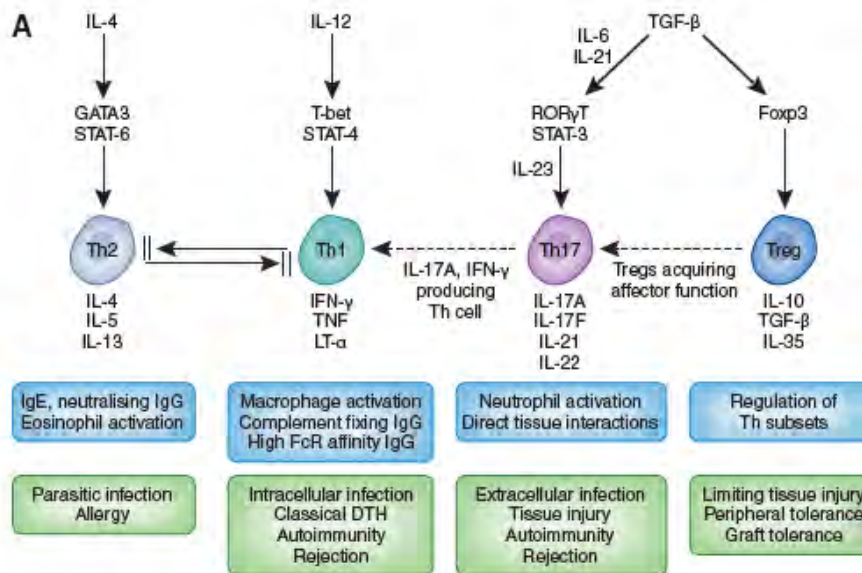 A
IL-4
IL-12
IL-6
IL-21
TGF-β
GATA3
STAT-6
T-bet
STAT-4
RORγT
STAT-3
Foxp3
IL-23
Th2
Th1
Th17
Treg
IL-17A, IFN-γ
producing
Th cell
Tregs acquiring
affector function
IL-4
IL-5
IL-13
IFN-γ
TNF
LT-α
IL-17A
IL-17F
IL-21
IL-22
IL-10
TGF-β
IL-35
IgE, neutralising IgG
Eosinophil activation
Macrophage activation
Complement fixing IgG
High FcR affinity IgG
Neutrophil activation
Direct tissue interactions
Regulation of
Th subsets
Parasitic infection
Allergy
Intracellular infection
Classical DTH
Autoimmunity
Rejection
Extracellular infection
Tissue injury
Autoimmunity
Rejection
Limiting tissue injury
Peripheral tolerance
Graft tolerance